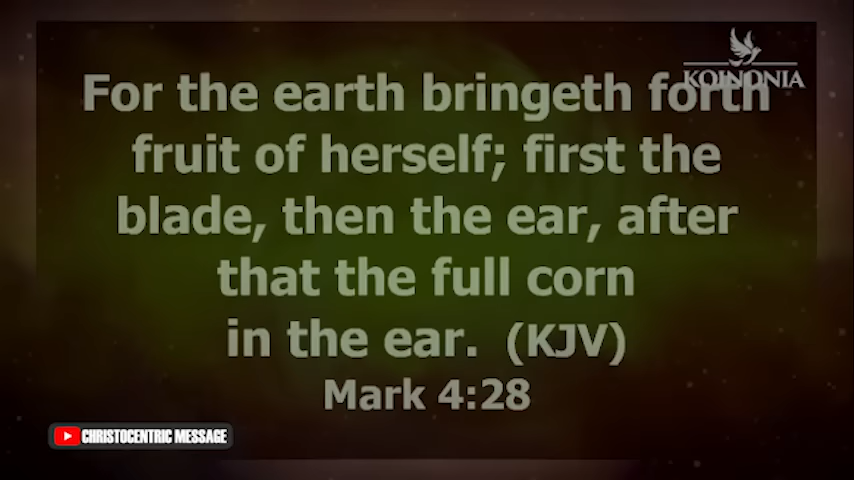 KOINONIA
For the earth bringeth forth
fruit of herself; first the
blade, then the ear, after
that the full corn
in the ear. (KJV)
Mark 4:28
CHRISTOCENTRIC MESSAGE